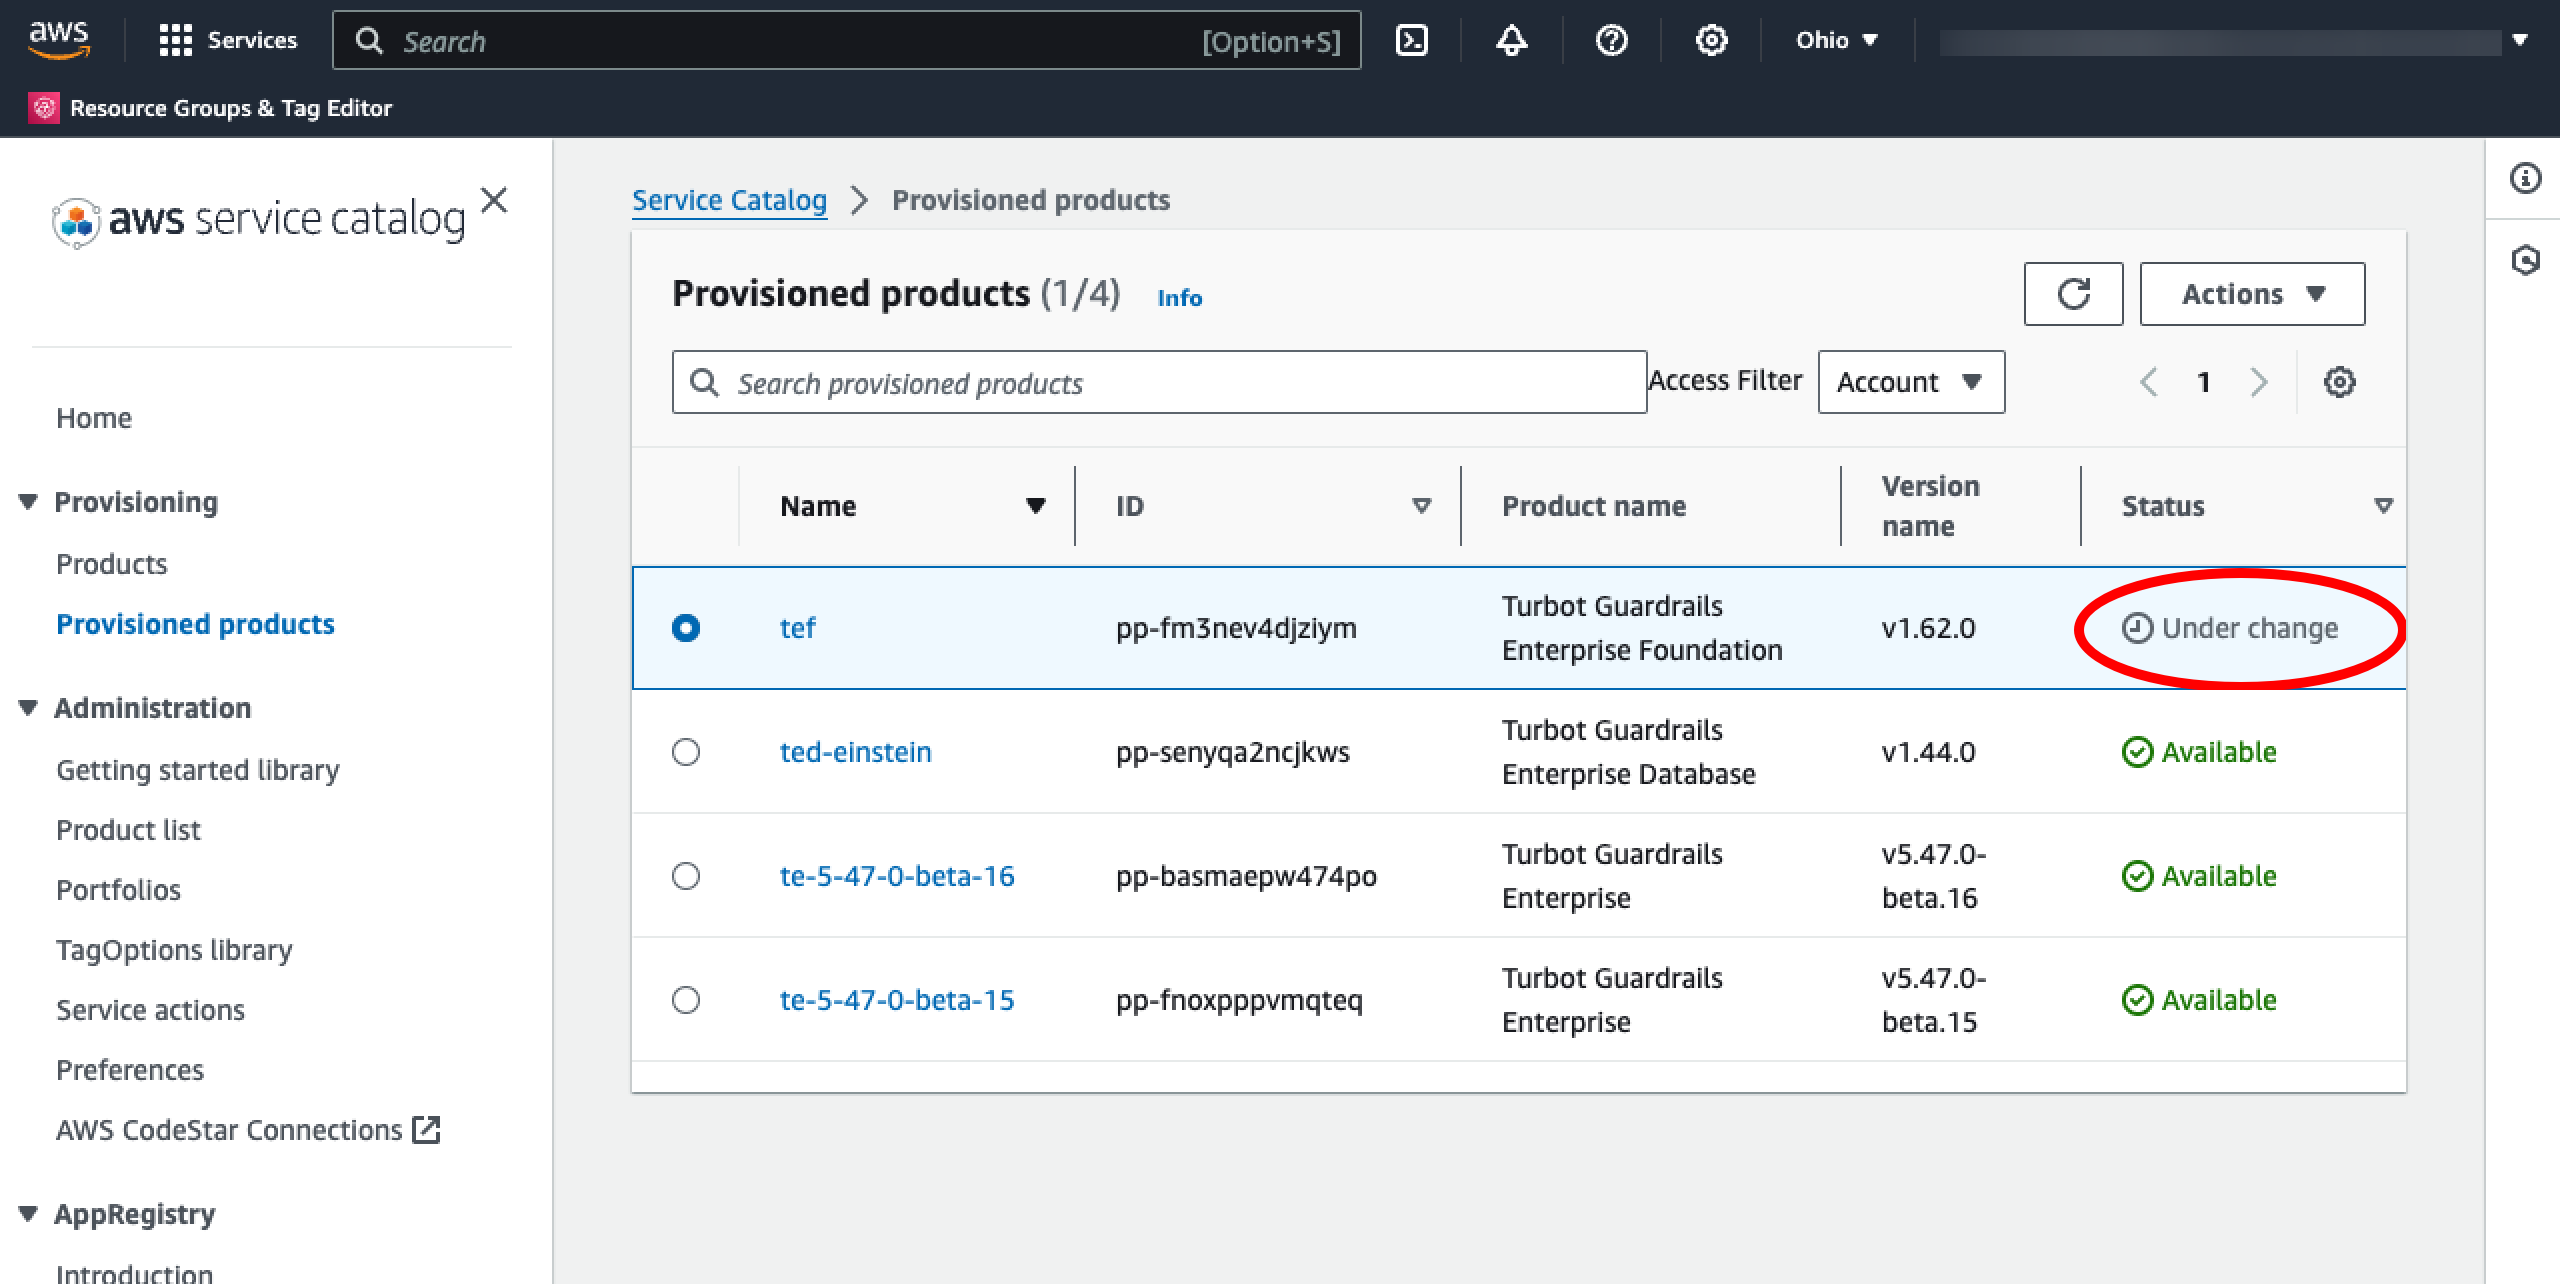 aws
Services
Search
[Option+S]
Ohio
Resource Groups & Tag Editor
aws service catalog
Home
Provisioning
Products
Provisioned products
Administration
Getting started library
Product list
Portfolios
TagOptions library
Service actions
Preferences
AWS CodeStar Connections
AppRegistry
Introduction
Service Catalog
Provisioned products
Provisioned products (1/4)
Info
Actions
Search provisioned products
Access Filter
Account
1
Name
ID
Product name
Version
name
Status
tef
pp-fm3nev4djziym
Turbot Guardrails
Enterprise Foundation
v1.62.0
Under change
ted-einstein
pp-senyqa2ncjkws
Turbot Guardrails
Enterprise Database
v1.44.0
Available
te-5-47-0-beta-16
pp-basmaepw474po
Turbot Guardrails
Enterprise
v5.47.0-
beta.16
Available
te-5-47-0-beta-15
pp-fnoxpppvmqteq
Turbot Guardrails
Enterprise
v5.47.0-
beta.15
Available